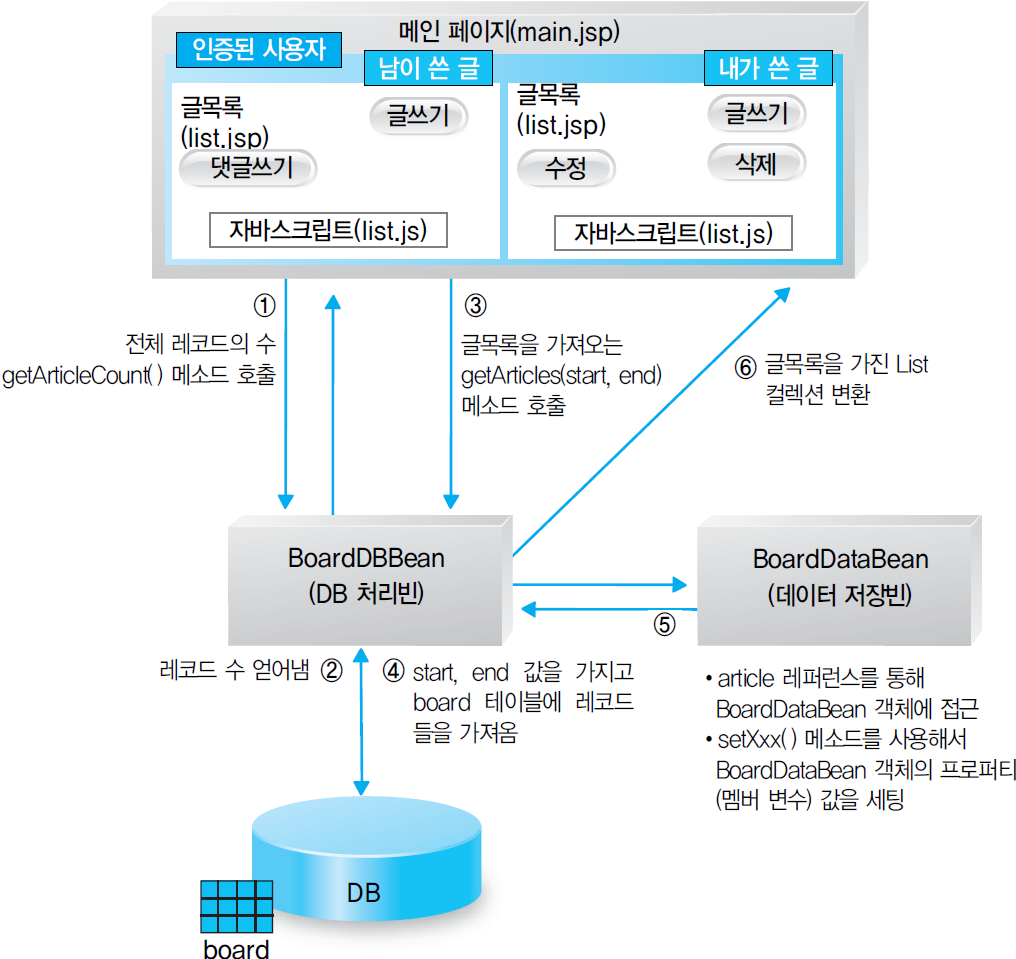 메인 페이지(main.jsp)
인증된 사용자
남이 쓴 글
내가 쓴 글
글목록
(list.jsp)
글쓰기
댓글쓰기
자바스크립트(list.js)
글목록
(list.jsp)
글쓰기
수정
삭제
자바스크립트(list.js)
①
전체 레코드의 수
getArticleCount( ) 메소드 호출
③
글목록을 가져오는
getArticles(start, end)
메소드 호출
⑥ 글목록을 가진 List
컬렉션 변환
BoardDBBean
(DB 처리빈)
BoardDataBean
(데이터 저장빈)
⑤
레코드 수 얻어냄 ②
④ start, end 값을 가지고
board 테이블에 레코드
들을 가져옴
• article 레퍼런스를 통해
BoardDataBean 객체에 접근
• setXxx( ) 메소드를 사용해서
BoardDataBean 객체의 프로퍼티
(멤버 변수) 값을 세팅
DB
board